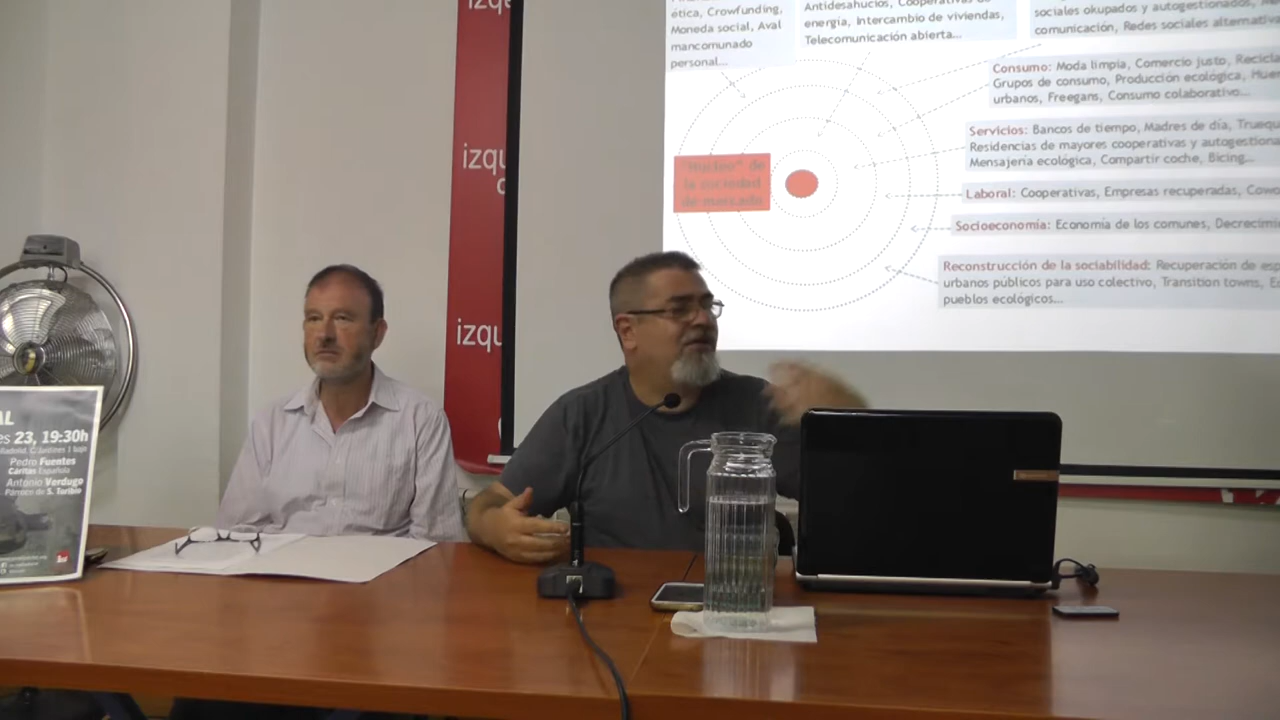 izqu
izqu
c
izqu
ética, Crowfunding,
Moneda social, Aval
mancomunado
personal...
Antidesahucios, Cooperativas de
energía, Intercambio de viviendas,
Telecomunicación abierta...
sociales okupados y autogestionados,
comunicación, Redes sociales alternativa
Consumo: Moda limpia, Comercio justo, Recicla
Grupos de consumo, Producción ecológica, Hue
urbanos, Freegans, Consumo colaborativo...
Servicios: Bancos de tiempo, Madres de día, Trueque
Residencias de mayores cooperativas y autogestiona
Mensajería ecológica, Compartir coche, Bicing...
Laboral: Cooperativas, Empresas recuperadas, Cowo
Socioeconomía: Economía de los comunes, Decrecimi
Reconstrucción de la sociabilidad: Recuperación de esp
urbanos públicos para uso colectivo, Transition towns, Ec
pueblos ecológicos...
"Núcleo" de
la sociedad
de mercado
AL
es 23, 19:30h
Pedro Fuentes
Cáritas Española
Antonio Verdugo
Párroco de S. Toribio